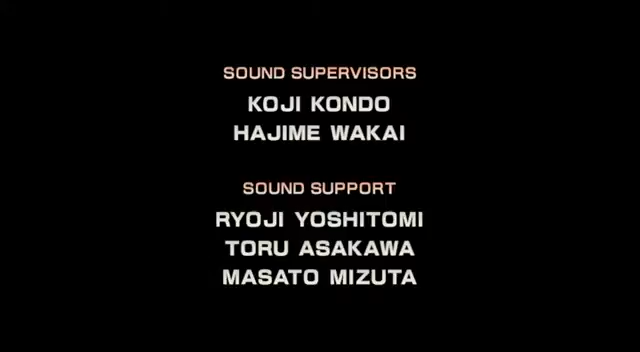 SOUND SUPERVISORS
KOJI KONDO
HAJIME WAKAI
SOUND SUPPORT
RYOJI YOSHITOMI
TORU ASAKAWA
MASATO MIZUTA